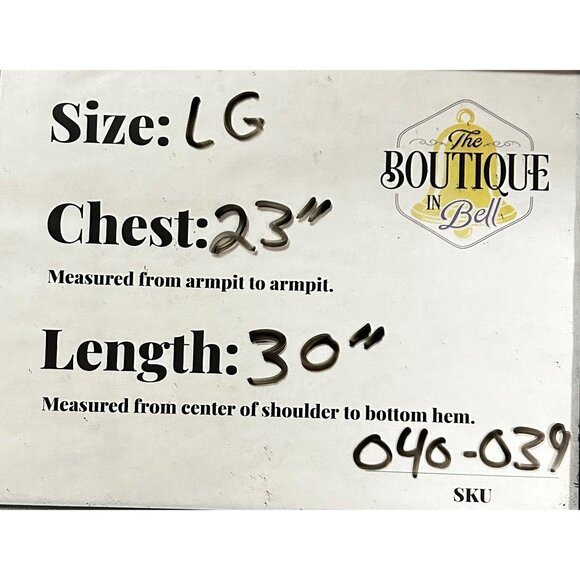 Size: LG
The
BOUTIQUE
IN
Bell
Chest: 23"
Measured from armpit to armpit.
Length: 30"
Measured from center of shoulder to bottom hem.
040-039
SKU